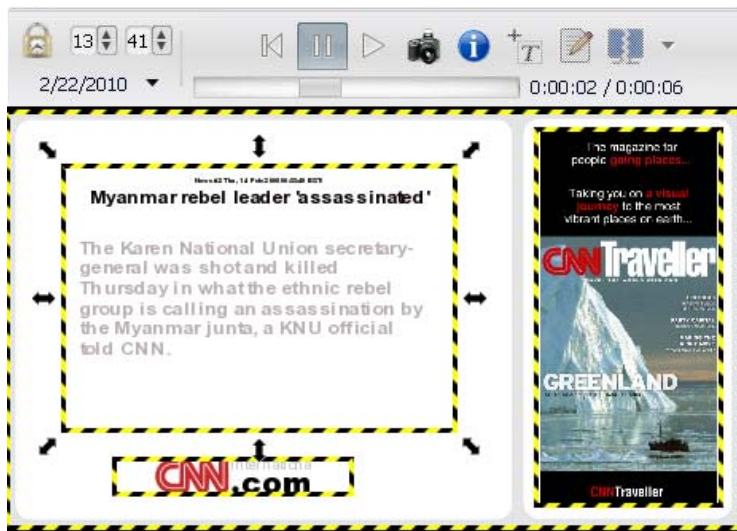 13 41
2/22/2010
0:00:02 / 0:00:06
Myanmar rebel leader 'assassinated'
The Karen National Union secretary-
general was shot and killed
Thursday in what the ethnic rebel
group is calling an assassination by
the Myanmar junta, a KNU official
told CNN.
CNN.com
The magazine for
people going places...
Taking you on a visual
journey to the most
vibrant places on earth...
CNN Traveller
GREENLAND
CNNTraveller